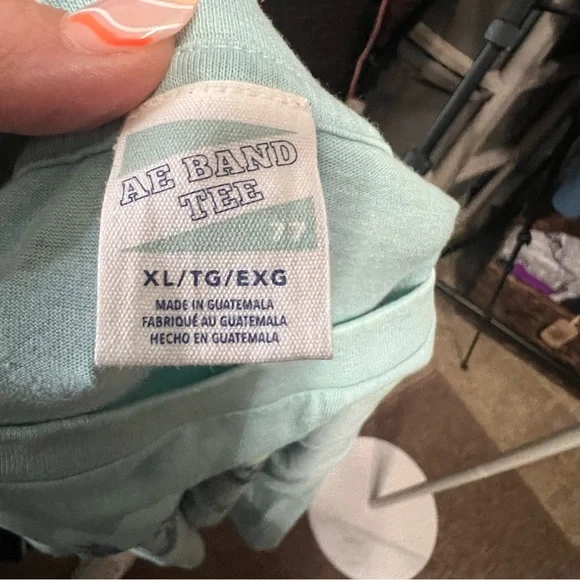 AE BAND
TEE
77
XL/TG/EXG
MADE IN GUATEMALA
FABRIQUÉ AU GUATEMALA
HECHO EN GUATEMALA